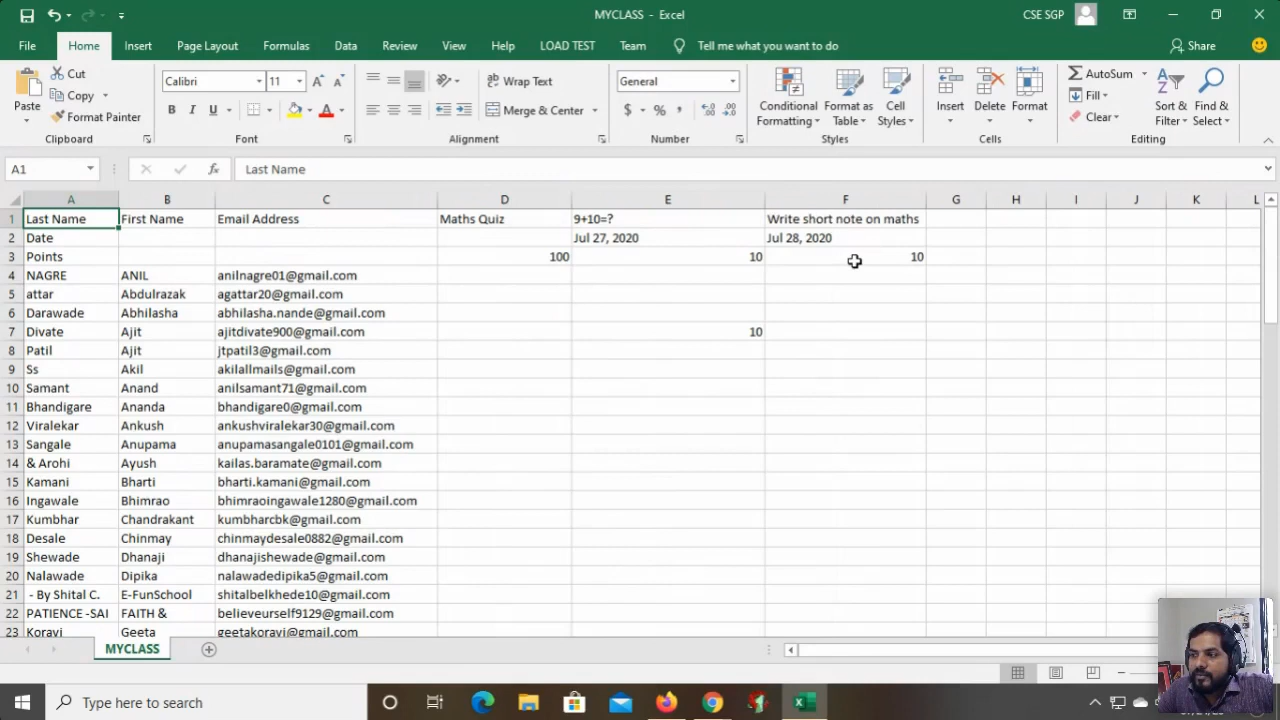 MYCLASS - Excel
CSE SGP
File Home Insert Page Layout Formulas Data Review View Help LOAD TEST Team Tell me what you want to do Share
Cut
Copy
Format Painter
Paste
Clipboard
Calibri 11
B I U
Font
Wrap Text
Merge & Center
Alignment
General
$ % ,
Number
Conditional Formatting
Format as Table
Cell Styles
Styles
Insert Delete Format
Cells
AutoSum
Fill
Clear
Sort & Filter
Find & Select
Editing
A1 fx Last Name
A B C D E F G H I J K L
1 Last Name First Name Email Address Maths Quiz 9+10=? Write short note on maths
2 Date Jul 27, 2020 Jul 28, 2020
3 Points 100 10 10
4 NAGRE ANIL anilnagre01@gmail.com
5 attar Abdulrazak agattar20@gmail.com
6 Darawade Abhilasha abhilasha.nande@gmail.com
7 Divate Ajit ajitdivate900@gmail.com 10
8 Patil Ajit jtpatil3@gmail.com
9 Ss Akil akilallmails@gmail.com
10 Samant Anand anilsamant71@gmail.com
11 Bhandigare Ananda bhandigare0@gmail.com
12 Viralekar Ankush ankushviralekar30@gmail.com
13 Sangale Anupama anupamasangale0101@gmail.com
14 & Arohi Ayush kailas.baramate@gmail.com
15 Kamani Bharti bharti.kamani@gmail.com
16 Ingawale Bhimrao bhimraoingawale1280@gmail.com
17 Kumbhar Chandrakant kumbharcbk@gmail.com
18 Desale Chinmay chinmaydesale0882@gmail.com
19 Shewade Dhanaji dhanajishewade@gmail.com
20 Nalawade Dipika nalawadedipika5@gmail.com
21 - By Shital C. E-FunSchool shitalbelkhede10@gmail.com
22 PATIENCE -SAI FAITH & believeurself9129@gmail.com
23 Koravi Geeta geetakoravi@gmail.com
MYCLASS
Type here to search